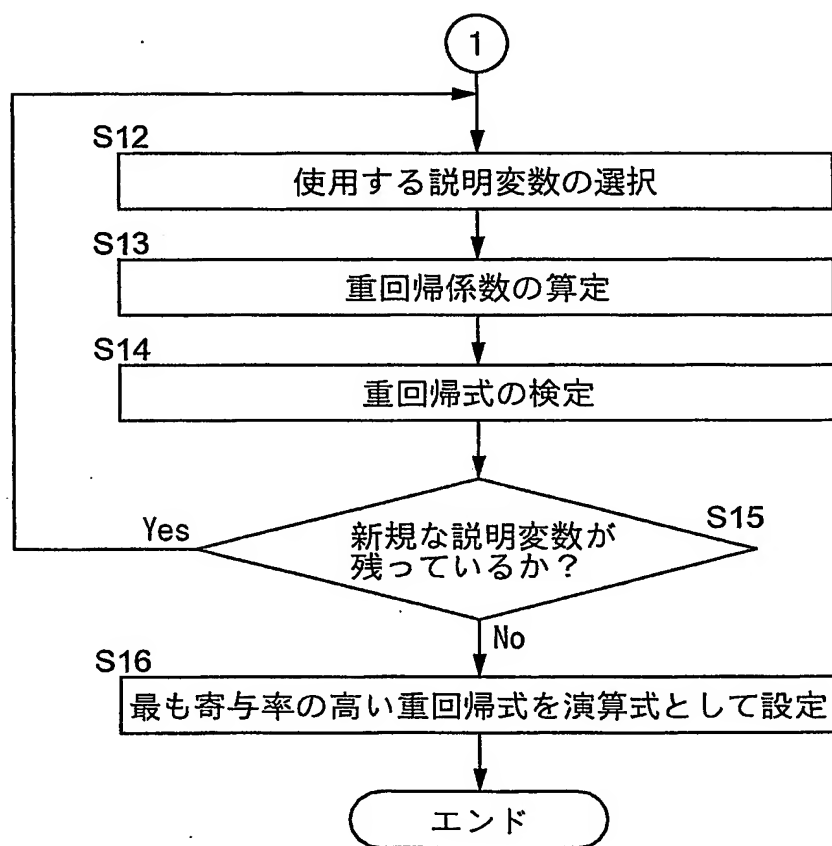 1
S12
使用する説明変数の選択
S13
重回帰係数の算定
S14
重回帰式の検定
S15
新規な説明変数が
残っているか?
Yes
No
S16
最も寄与率の高い重回帰式を演算式として設定
エンド